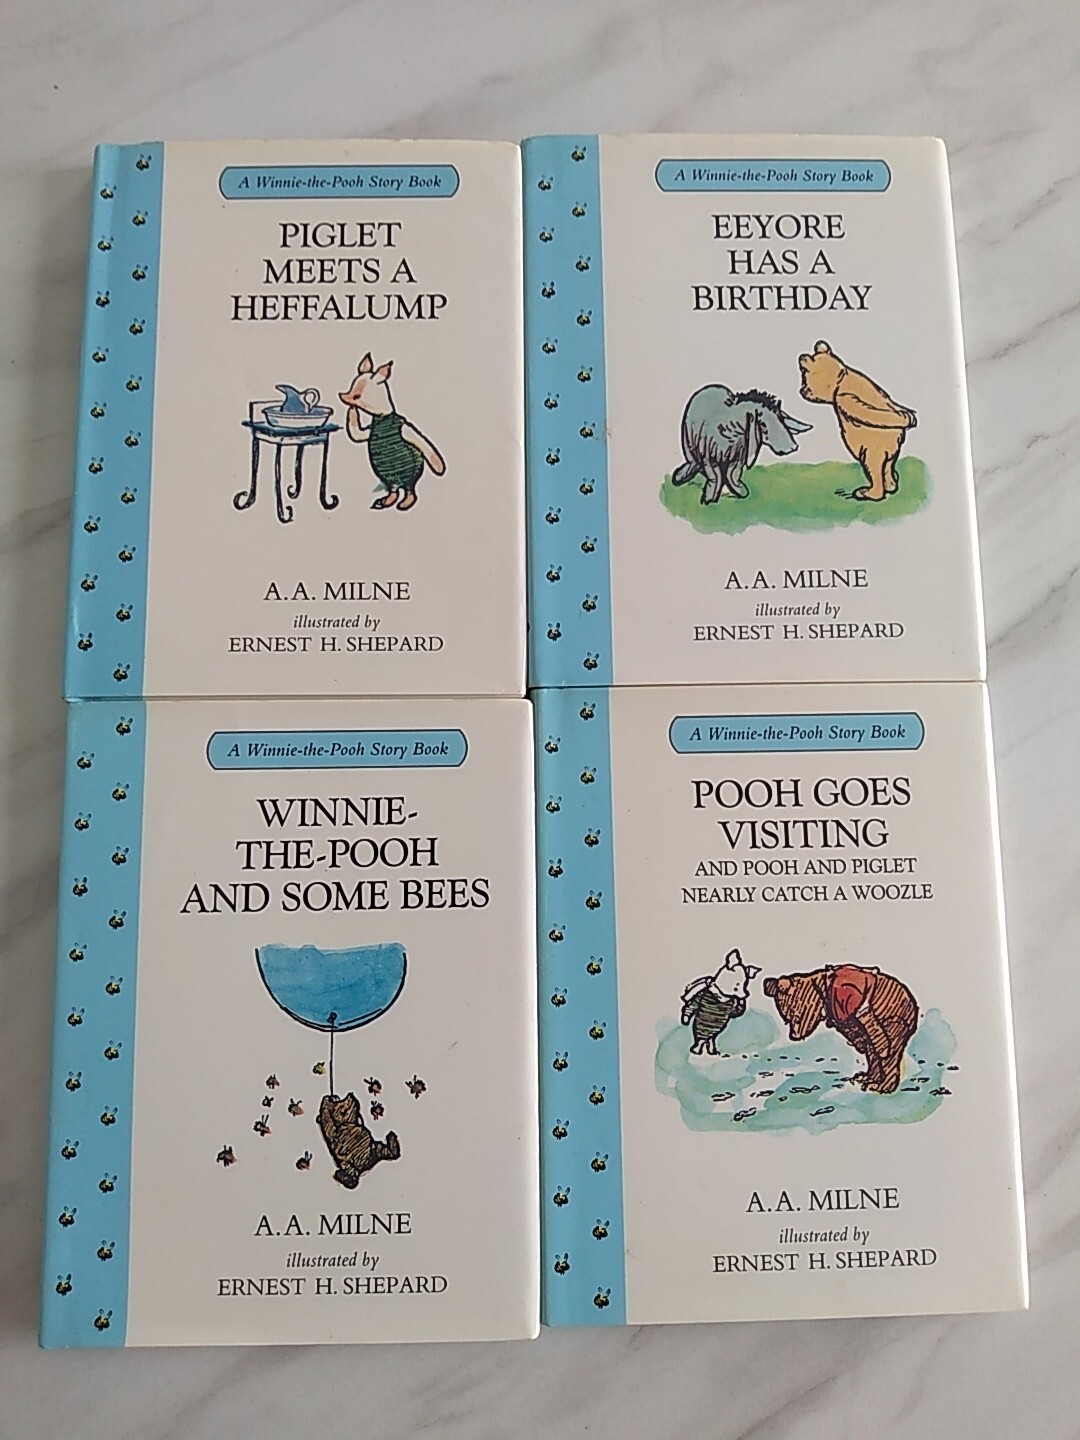 A Winnie-the-Pooh Story Book
PIGLET
MEETS A
HEFFALUMP
A.A. MILNE
illustrated by
ERNEST H. SHEPARD
A Winnie-the-Pooh Story Book
EEYORE
HAS A
BIRTHDAY
A.A. MILNE
illustrated by
ERNEST H. SHEPARD
A Winnie-the-Pooh Story Book
WINNIE-
THE-POOH
AND SOME BEES
A.A. MILNE
illustrated by
ERNEST H. SHEPARD
A Winnie-the-Pooh Story Book
POOH GOES
VISITING
AND POOH AND PIGLET
NEARLY CATCH A WOOZLE
A.A. MILNE
illustrated by
ERNEST H. SHEPARD